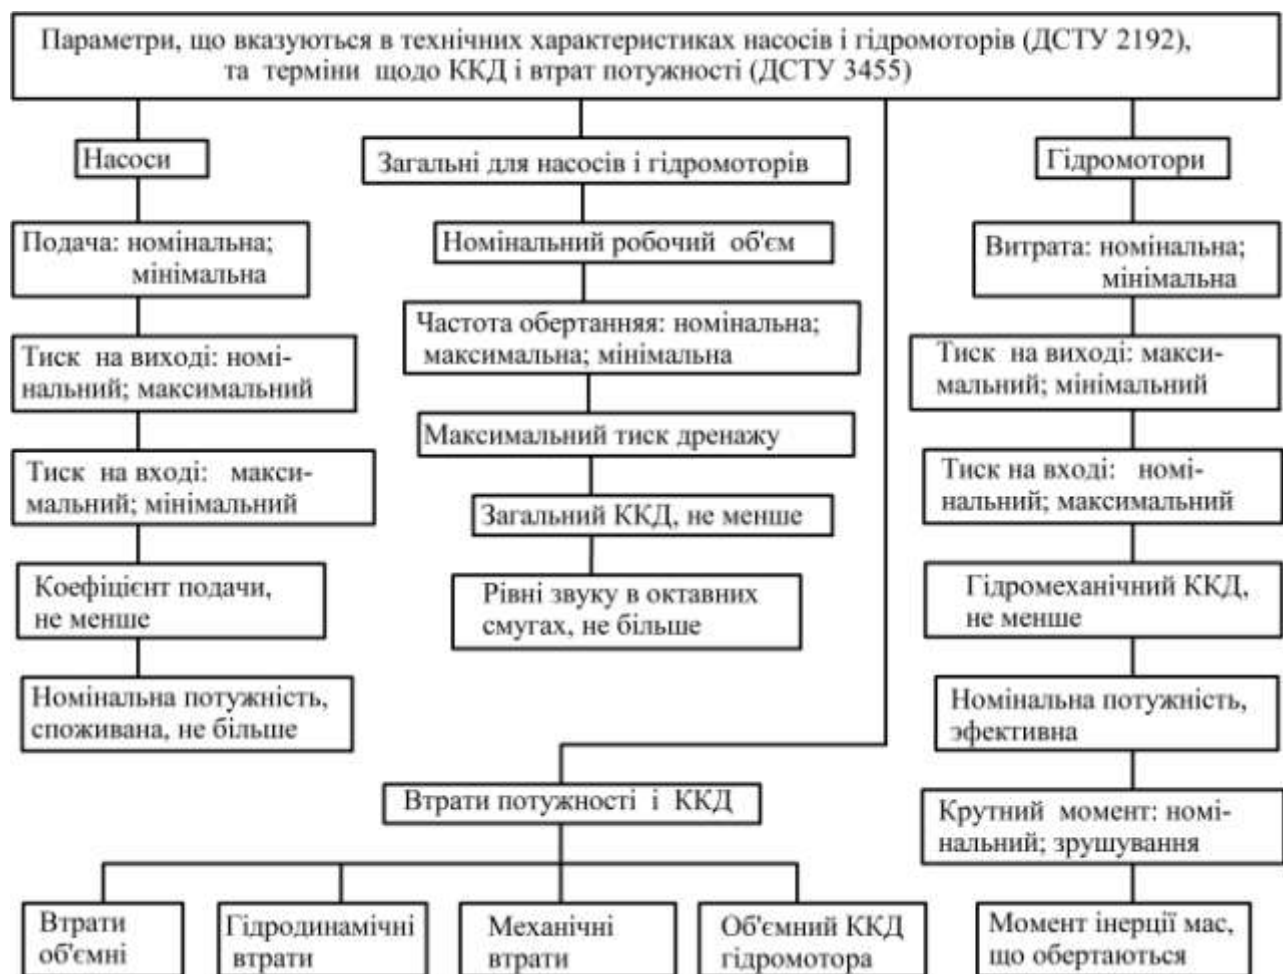 Параметри, що вказуються в технічних характеристиках насосів і гідромоторів (ДСТУ 2192),
та терміни щодо ККД і втрат потужності (ДСТУ 3455)
Насоси
Подача: номінальна;
мінімальна
Тиск на виході: номі-
нальний; максимальний
Тиск на вході: макси-
мальний; мінімальний
Коефіцієнт подачи,
не менше
Номінальна потужність,
споживана, не більше
Загальні для насосів і гідромоторів
Номінальний робочий об'єм
Частота обертанняя: номінальна;
максимальна; мінімальна
Максимальний тиск дренажу
Загальний ККД, не менше
Рівні звуку в октавних
смугах, не більше
Гідромотори
Витрата: номінальна;
мінімальна
Тиск на виході: макси-
мальний; мінімальний
Тиск на вході: номі-
нальний; максимальний
Гідромеханічний ККД,
не менше
Номінальна потужність,
эфективна
Крутний момент: номі-
нальний; зрушування
Момент інерції мас,
що обертаються
Втрати потужності і ККД
Втрати
об'ємні
Гідродинамічні
втрати
Механічні
втрати
Об'ємний ККД
гідромотора